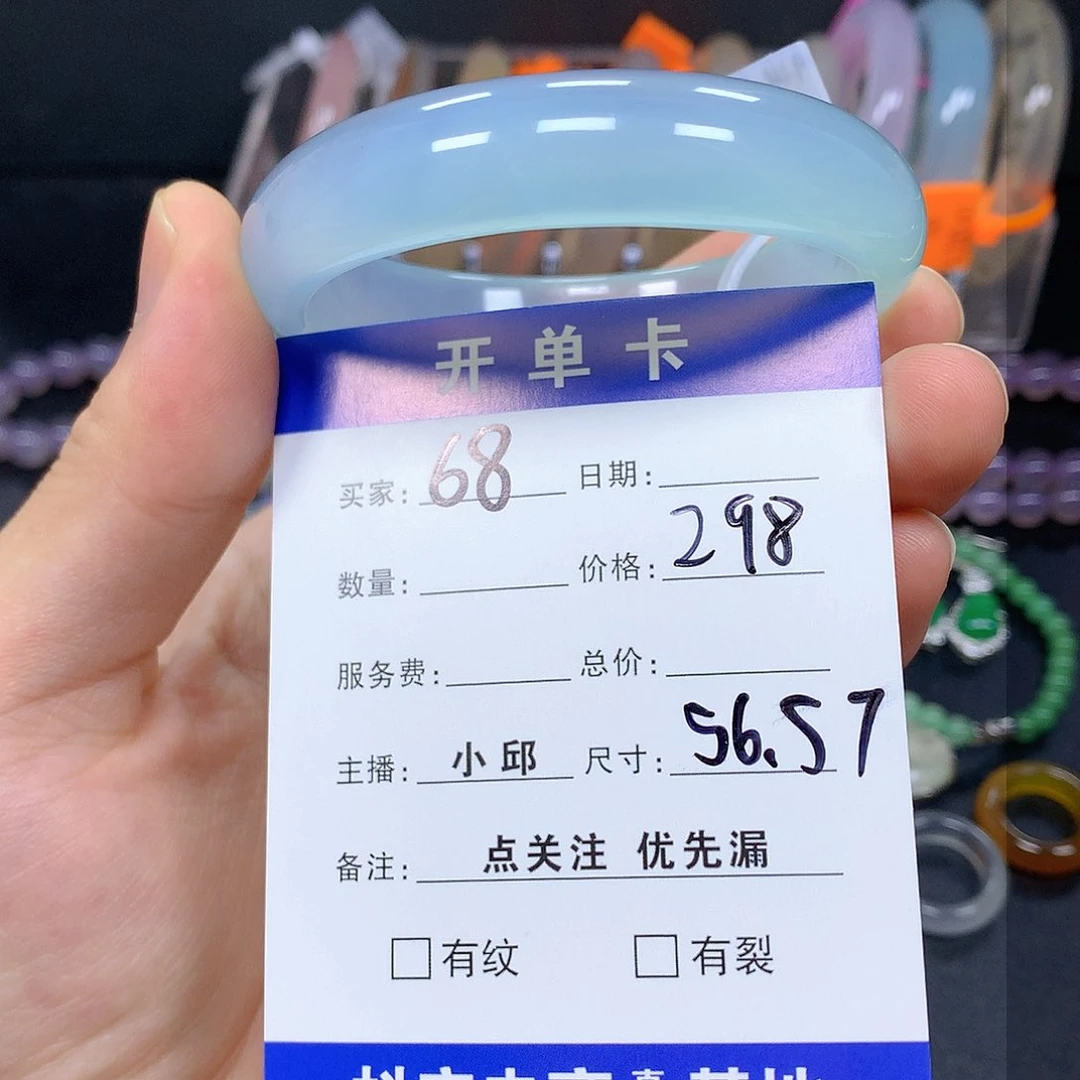 开单卡
买家: 68 日期:
数量: 价格: 298
服务费: 总价:
主播: 小邱 尺寸: 56.57
备注: 点关注 优先漏
□有纹 □有裂